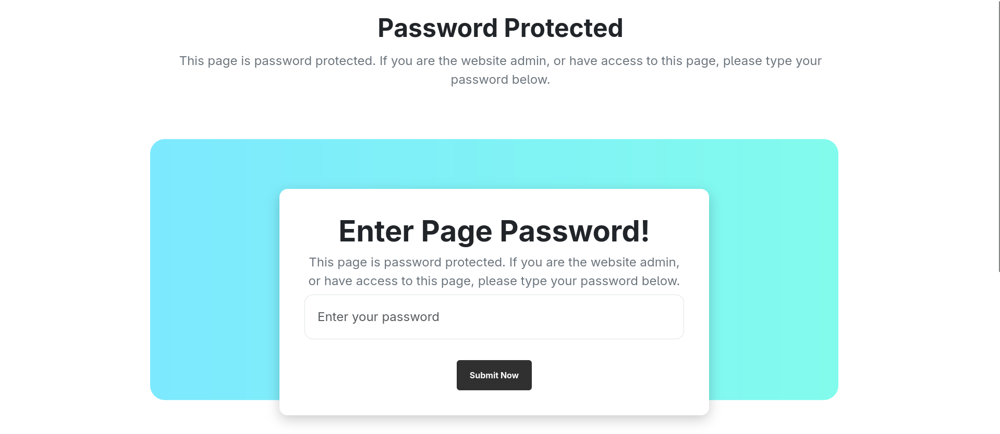 Password Protected
This page is password protected. If you are the website admin, or have access to this page, please type your
password below.
Enter Page Password!
This page is password protected. If you are the website admin,
or have access to this page, please type your password below.
Enter your password
Submit Now